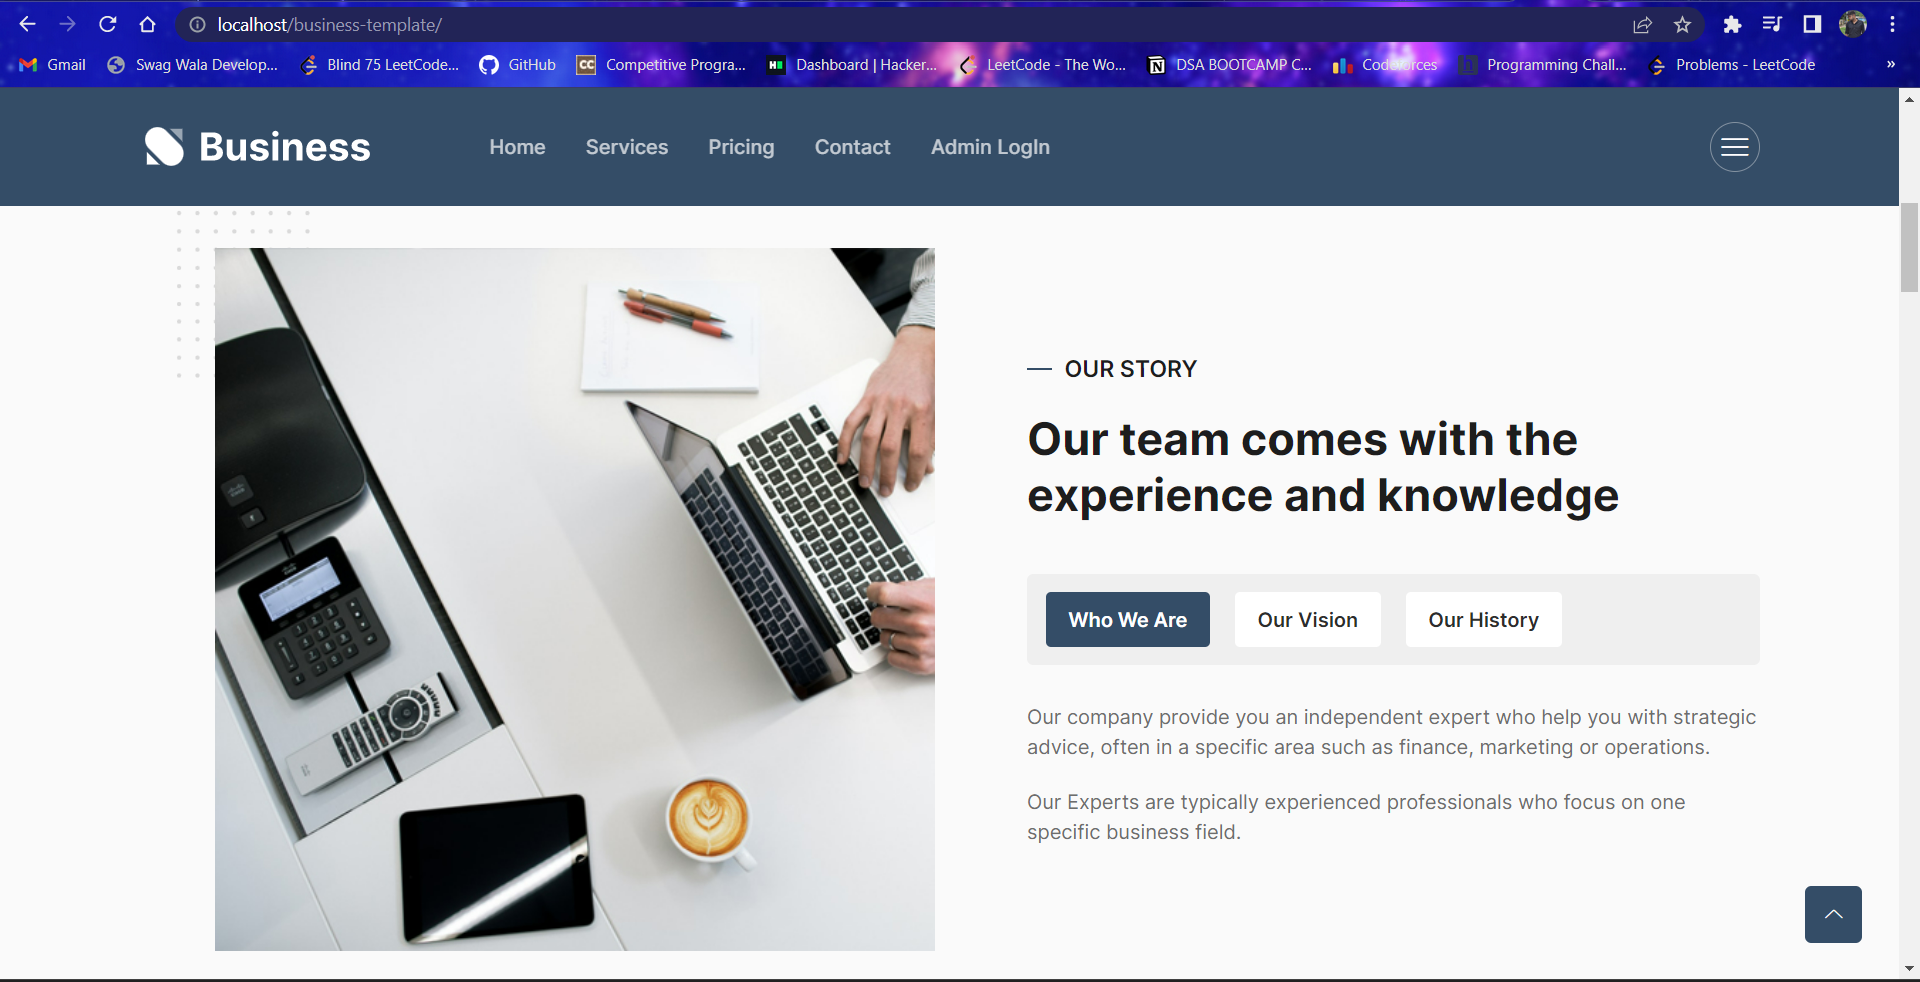 localhost/business-template/
Gmail
Swag Wala Develop...
Blind 75 LeetCode...
GitHub
CC
Competitive Progra...
Dashboard | Hacker...
LeetCode - The Wo...
DSA BOOTCAMP C...
Codeforces
Programming Chall...
Problems - LeetCode
»
Business
Home
Services
Pricing
Contact
Admin LogIn
OUR STORY
Our team comes with the
experience and knowledge
Who We Are
Our Vision
Our History
Our company provide you an independent expert who help you with strategic
advice, often in a specific area such as finance, marketing or operations.
Our Experts are typically experienced professionals who focus on one
specific business field.